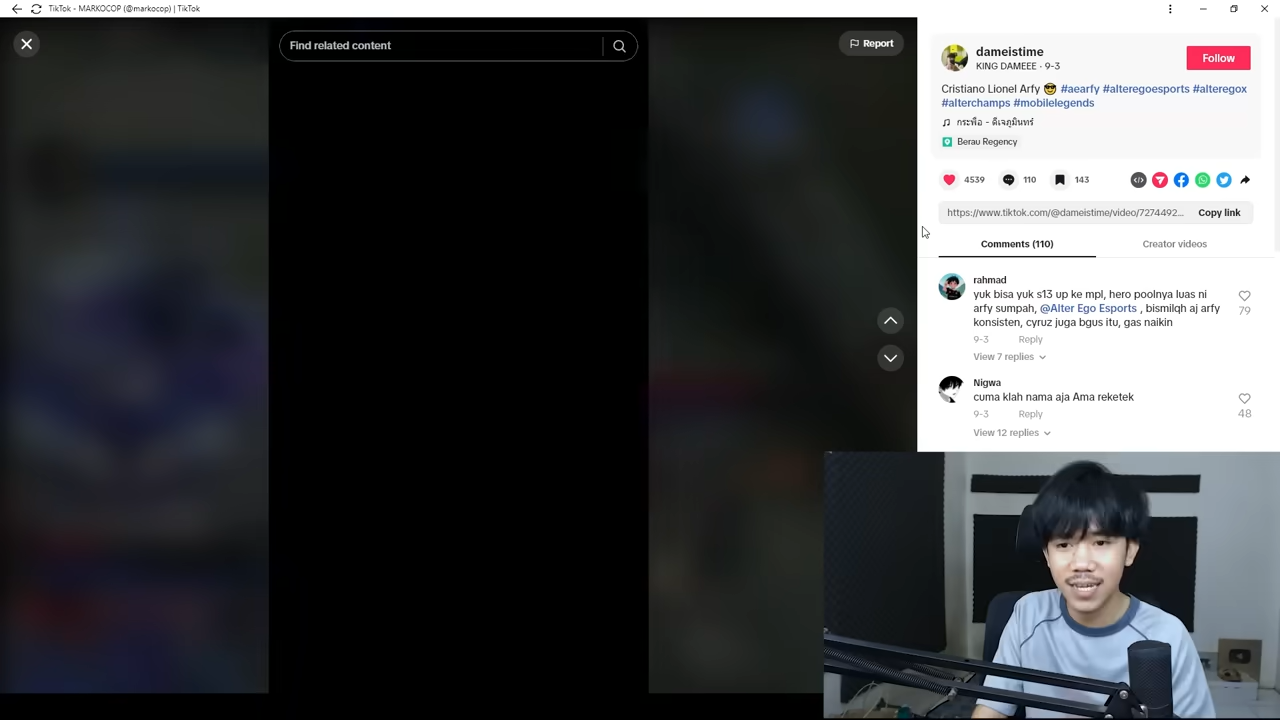 TikTok - MARKOCOP (@markocop) | TikTok
Find related content
Report
dameistime
KING DAMEEE · 9-3
Follow
Cristiano Lionel Arfy 😎 #aearfy #alteregoesports #alteregox
#alterchamps #mobilelegends
กระพือ - ดีเจภูมินทร์
Berau Regency
4539
110
143
https://www.tiktok.com/@dameistime/video/7274492...
Copy link
Comments (110)
Creator videos
rahmad
yuk bisa yuk s13 up ke mpl, hero poolnya luas ni
arfy sumpah, @Alter Ego Esports , bismilqh aj arfy
konsisten, cyruz juga bgus itu, gas naikin
79
9-3 Reply
View 7 replies
Nigwa
cuma klah nama aja Ama reketek
48
9-3 Reply
View 12 replies